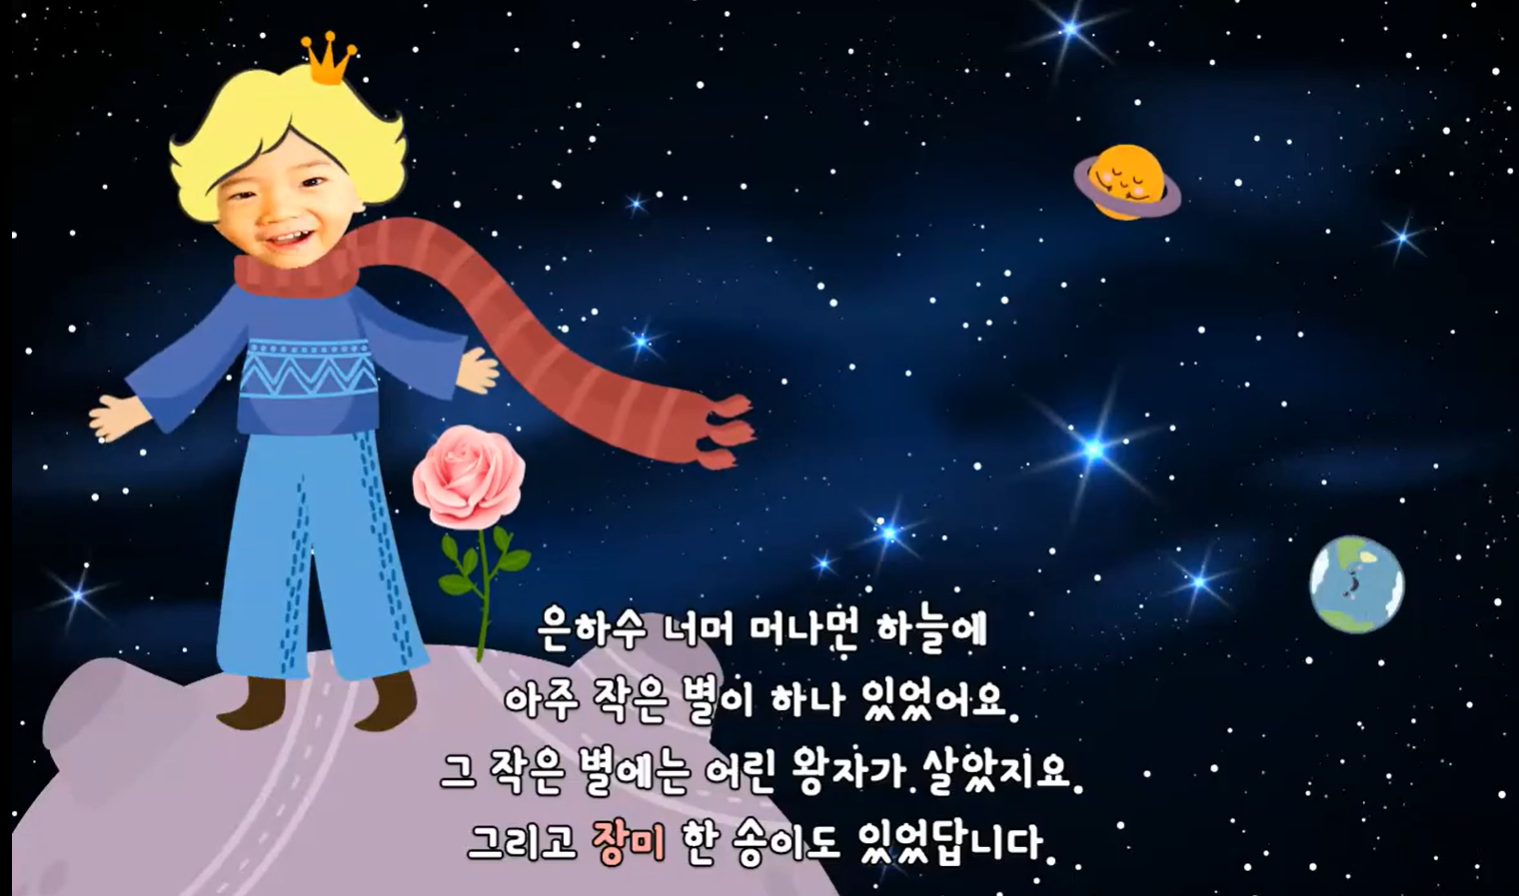 은하수 너머 머나먼 하늘에
아주 작은 별이 하나 있었어요.
그 작은 별에는 어린 왕자가 살았지요.
그리고 장미 한 송이도 있었답니다.